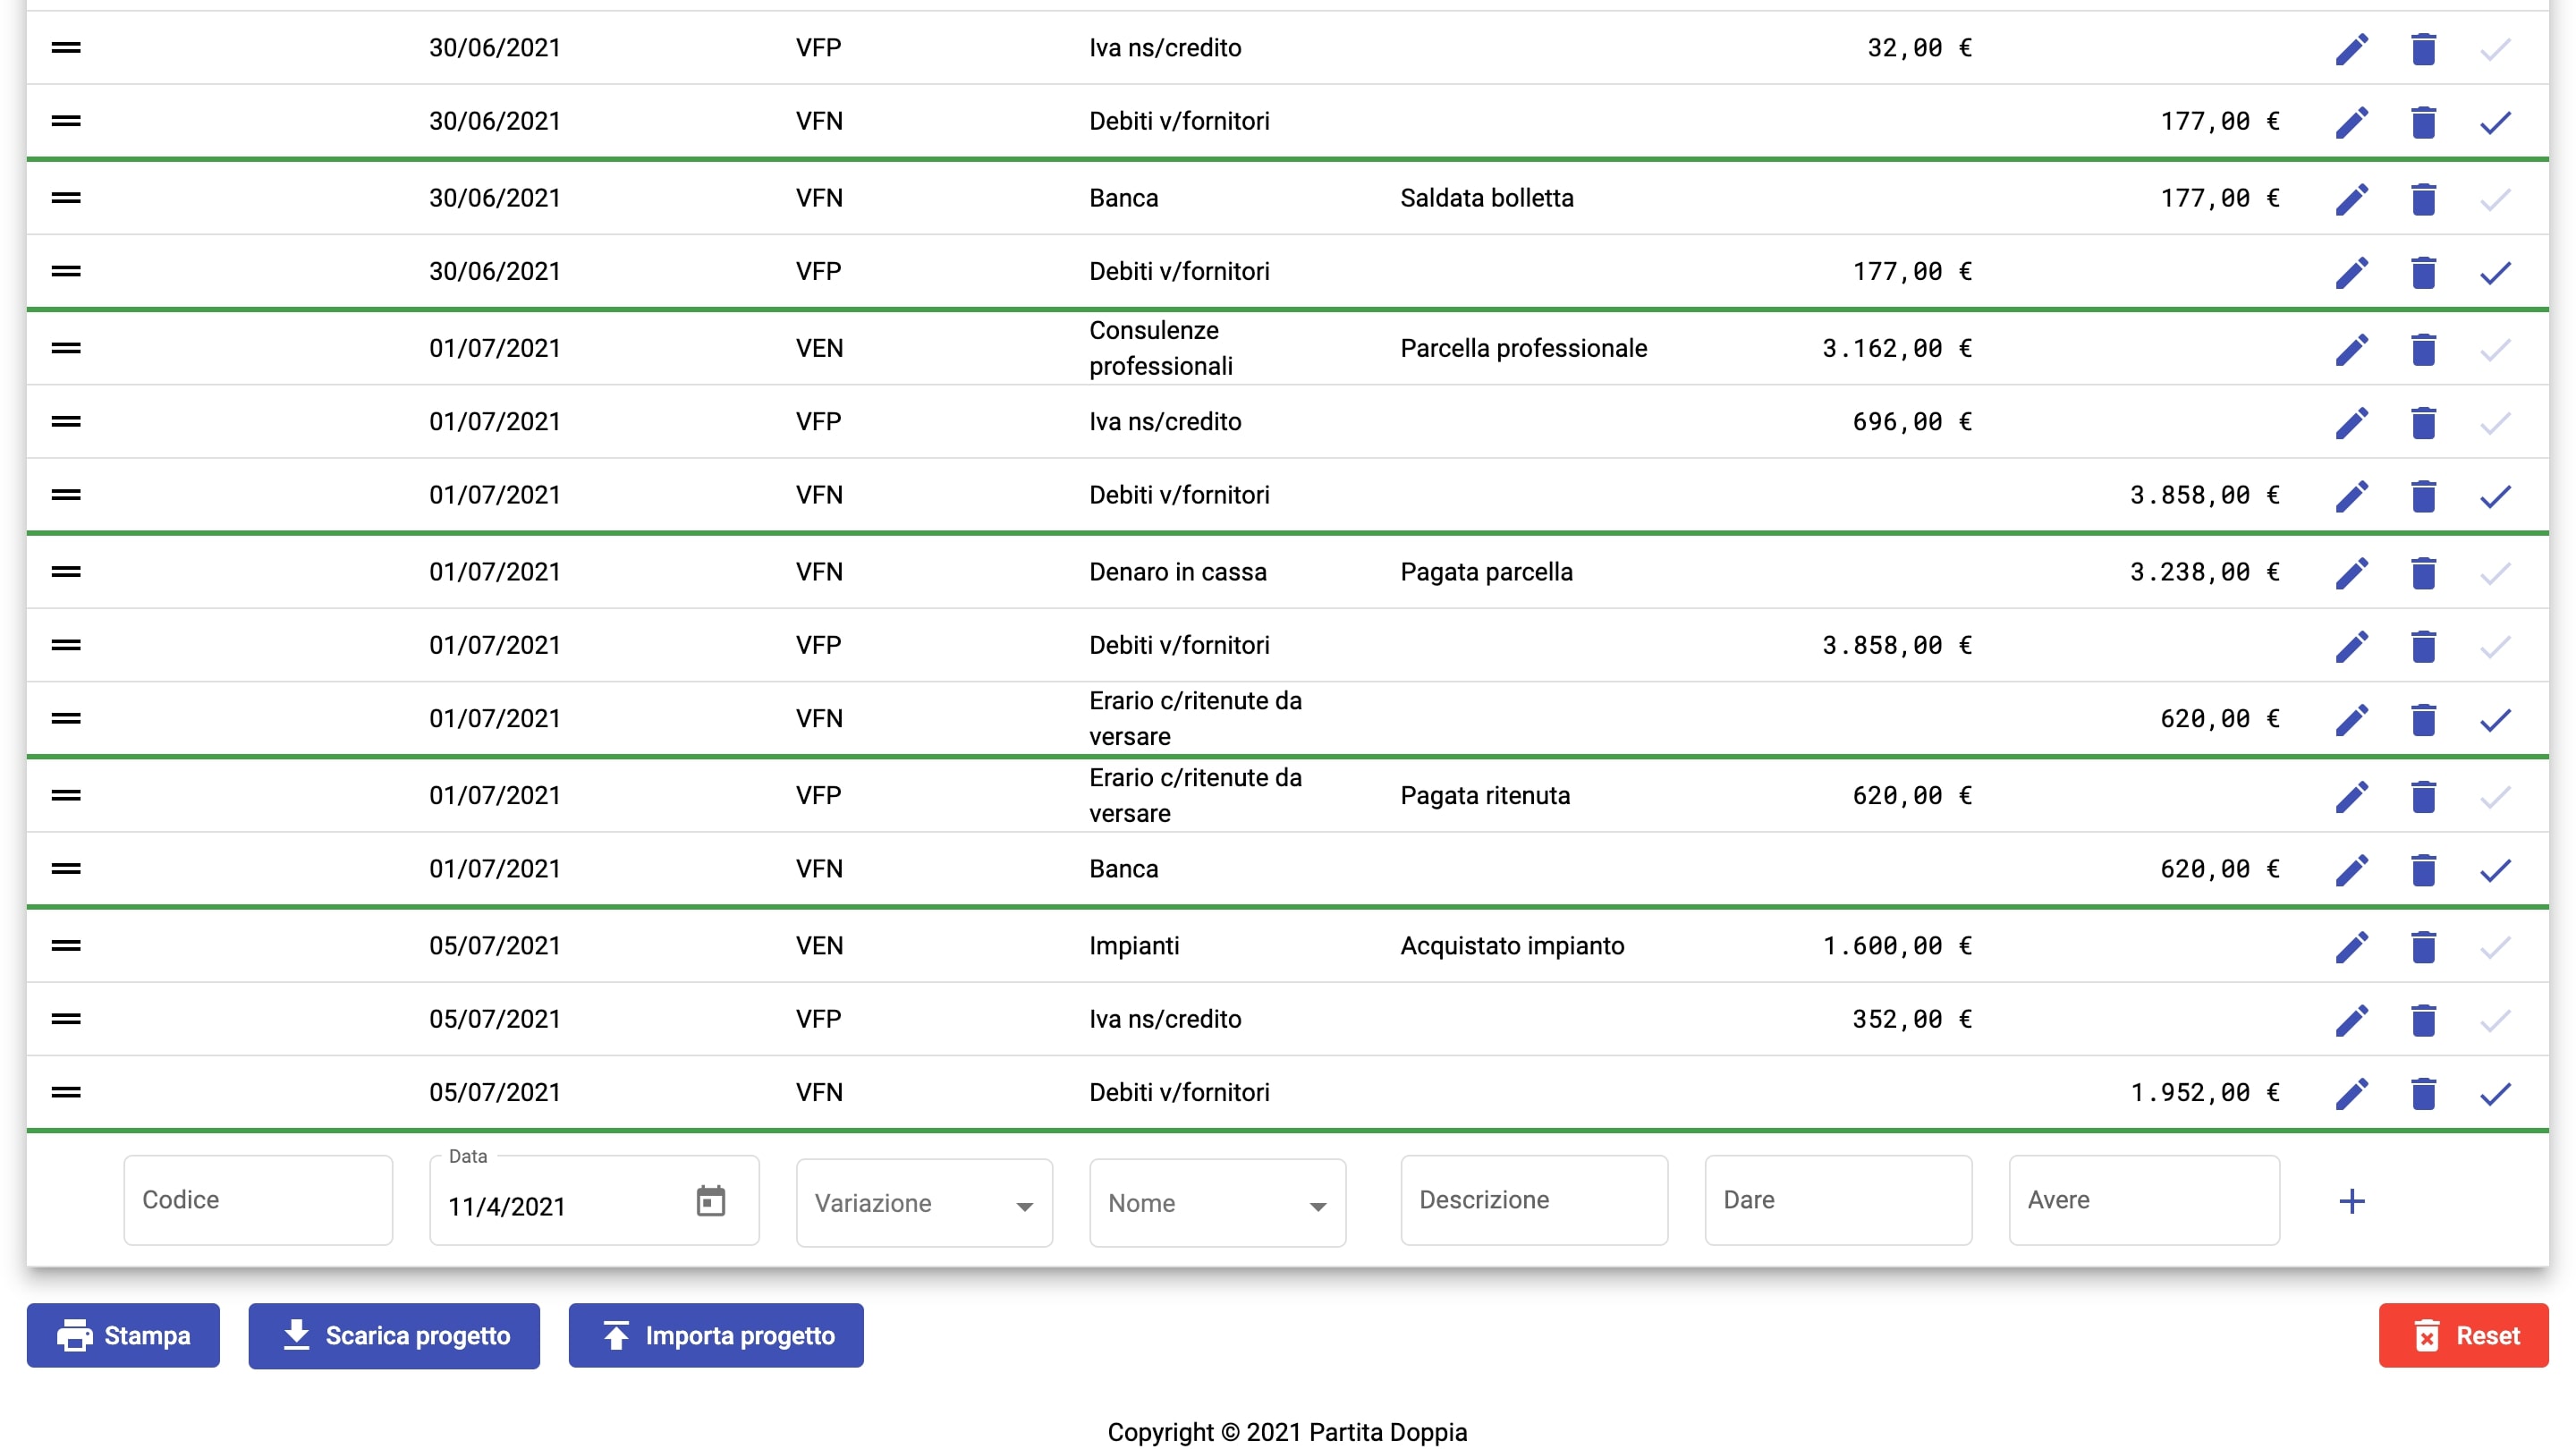 30/06/2021 VFP Iva ns/credito 32,00 €
30/06/2021 VFN Debiti v/fornitori 177,00 €
30/06/2021 VFN Banca Saldata bolletta 177,00 €
30/06/2021 VFP Debiti v/fornitori 177,00 €
01/07/2021 VEN Consulenze professionali Parcella professionale 3.162,00 €
01/07/2021 VFP Iva ns/credito 696,00 €
01/07/2021 VFN Debiti v/fornitori 3.858,00 €
01/07/2021 VFN Denaro in cassa Pagata parcella 3.238,00 €
01/07/2021 VFP Debiti v/fornitori 3.858,00 €
01/07/2021 VFN Erario c/ritenute da versare 620,00 €
01/07/2021 VFP Erario c/ritenute da versare Pagata ritenuta 620,00 €
01/07/2021 VFN Banca 620,00 €
05/07/2021 VEN Impianti Acquistato impianto 1.600,00 €
05/07/2021 VFP Iva ns/credito 352,00 €
05/07/2021 VFN Debiti v/fornitori 1.952,00 €
Data
Codice 11/4/2021 Variazione Nome Descrizione Dare Avere
Stampa Scarica progetto Importa progetto Reset
Copyright © 2021 Partita Doppia